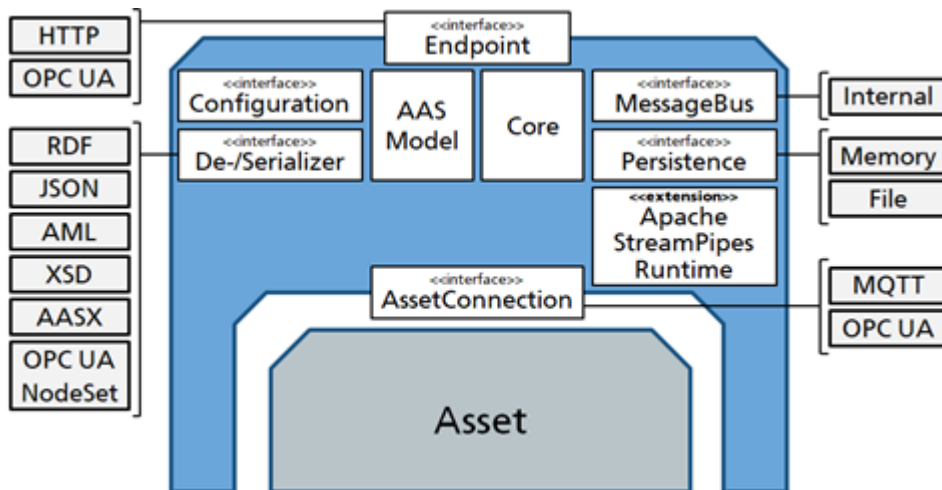 HTTP
OPC UA
RDF
JSON
AML
XSD
AASX
OPC UA
NodeSet
<<interface>>
Endpoint
<<interface>>
Configuration
<<interface>>
De-/Serializer
AAS
Model
Core
<<interface>>
MessageBus
<<interface>>
Persistence
<<extension>>
Apache
StreamPipes
Runtime
<<interface>>
AssetConnection
Asset
Internal
Memory
File
MQTT
OPC UA